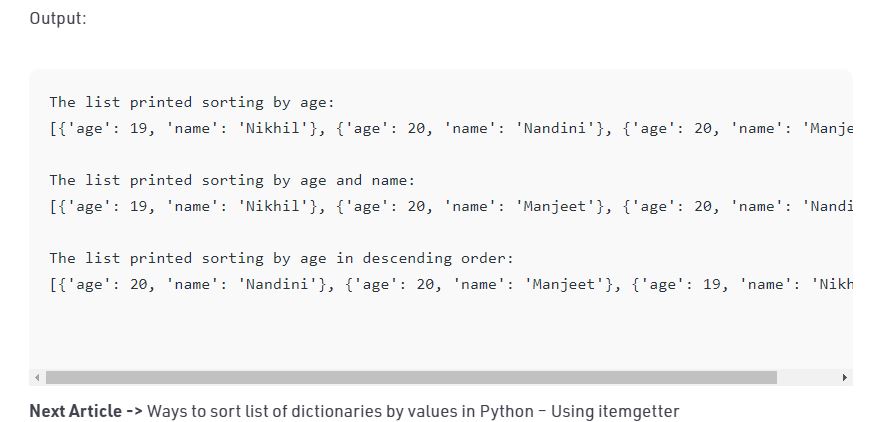 Output:
The list printed sorting by age:
[{'age': 19, 'name': 'Nikhil'}, {'age': 20, 'name': 'Nandini'}, {'age': 20, 'name': 'Manje
The list printed sorting by age and name:
[{'age': 19, 'name': 'Nikhil'}, {'age': 20, 'name': 'Manjeet'}, {'age': 20, 'name': 'Nandi
The list printed sorting by age in descending order:
[{'age': 20, 'name': 'Nandini'}, {'age': 20, 'name': 'Manjeet'}, {'age': 19, 'name': 'Nikh
Next Article -> Ways to sort list of dictionaries by values in Python – Using itemgetter